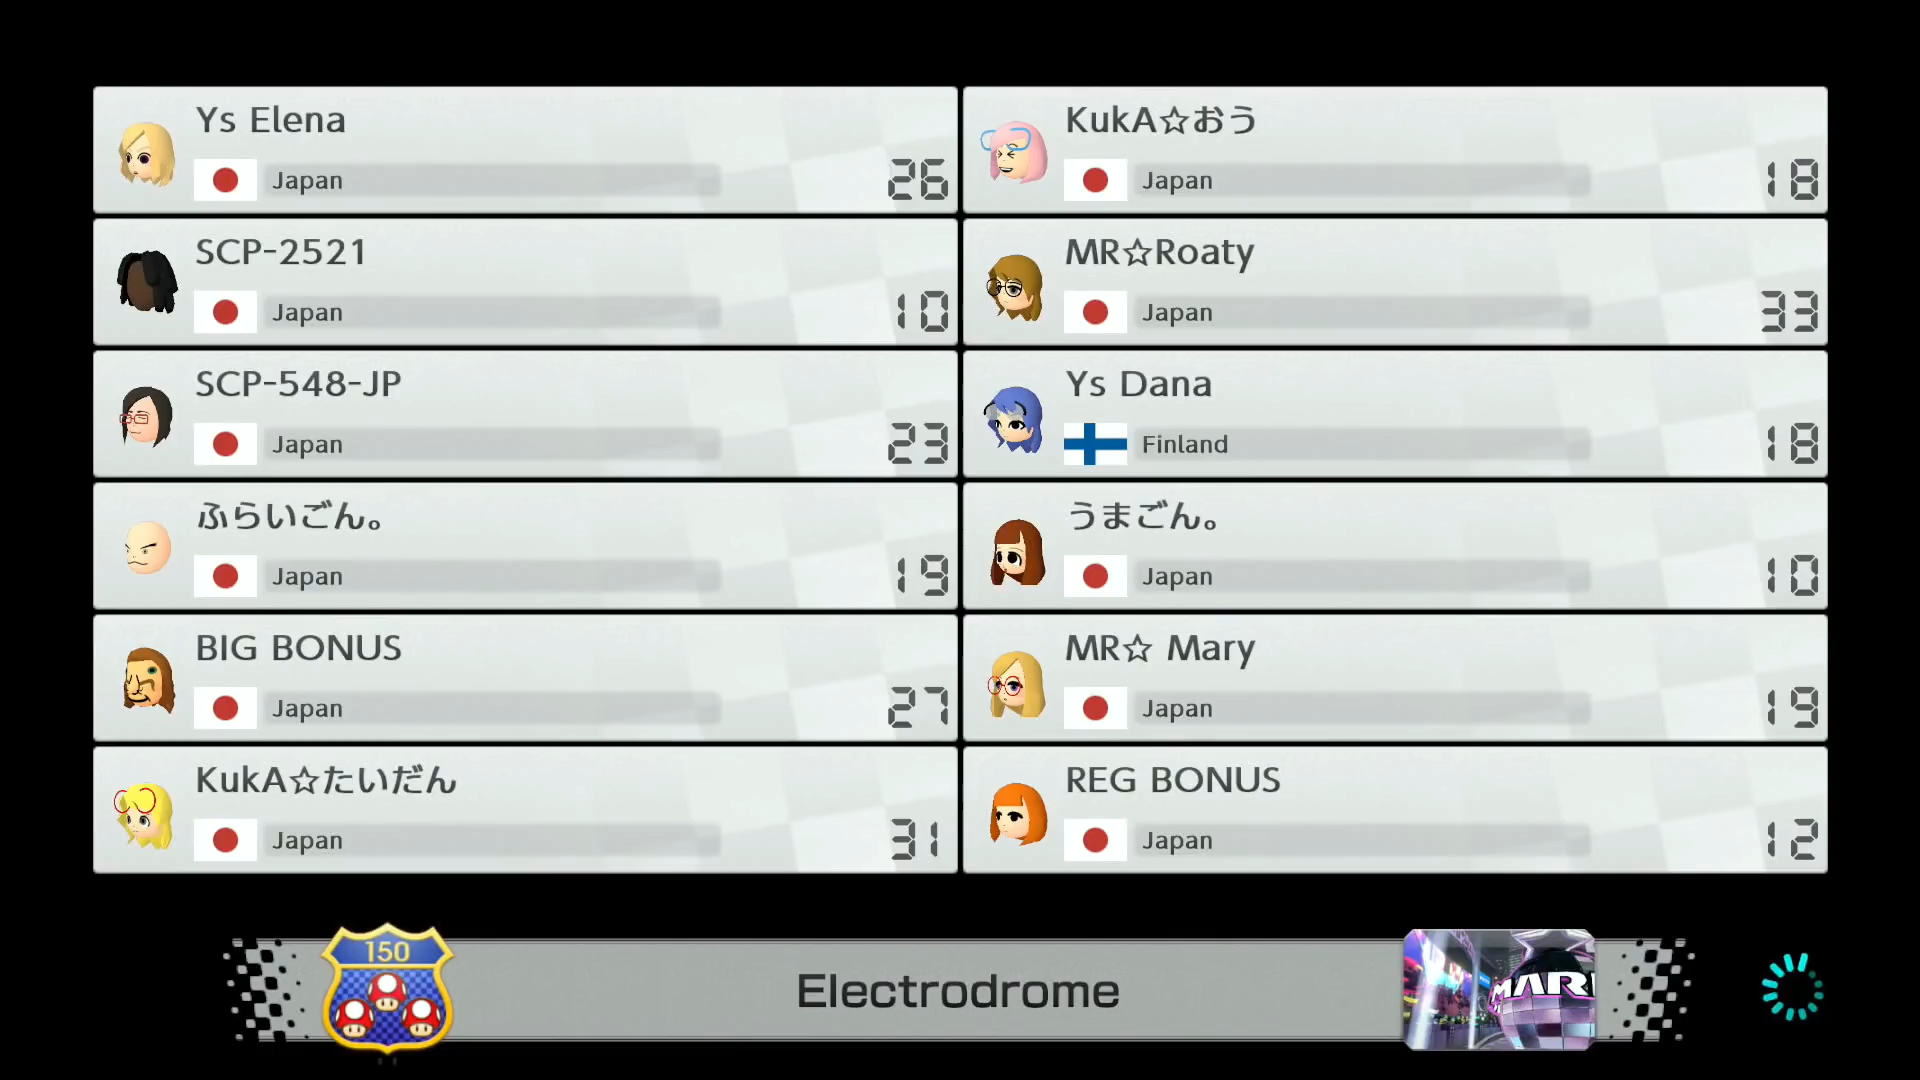 Ys Elena
Japan
26
KukA☆おう
Japan
18
SCP-2521
Japan
10
MR☆Roaty
Japan
33
SCP-548-JP
Japan
23
Ys Dana
Finland
18
ふらいごん。
Japan
19
うまごん。
Japan
10
BIG BONUS
Japan
27
MR☆ Mary
Japan
19
KukA☆たいだん
Japan
31
REG BONUS
Japan
12
150
Electrodrome
MARI